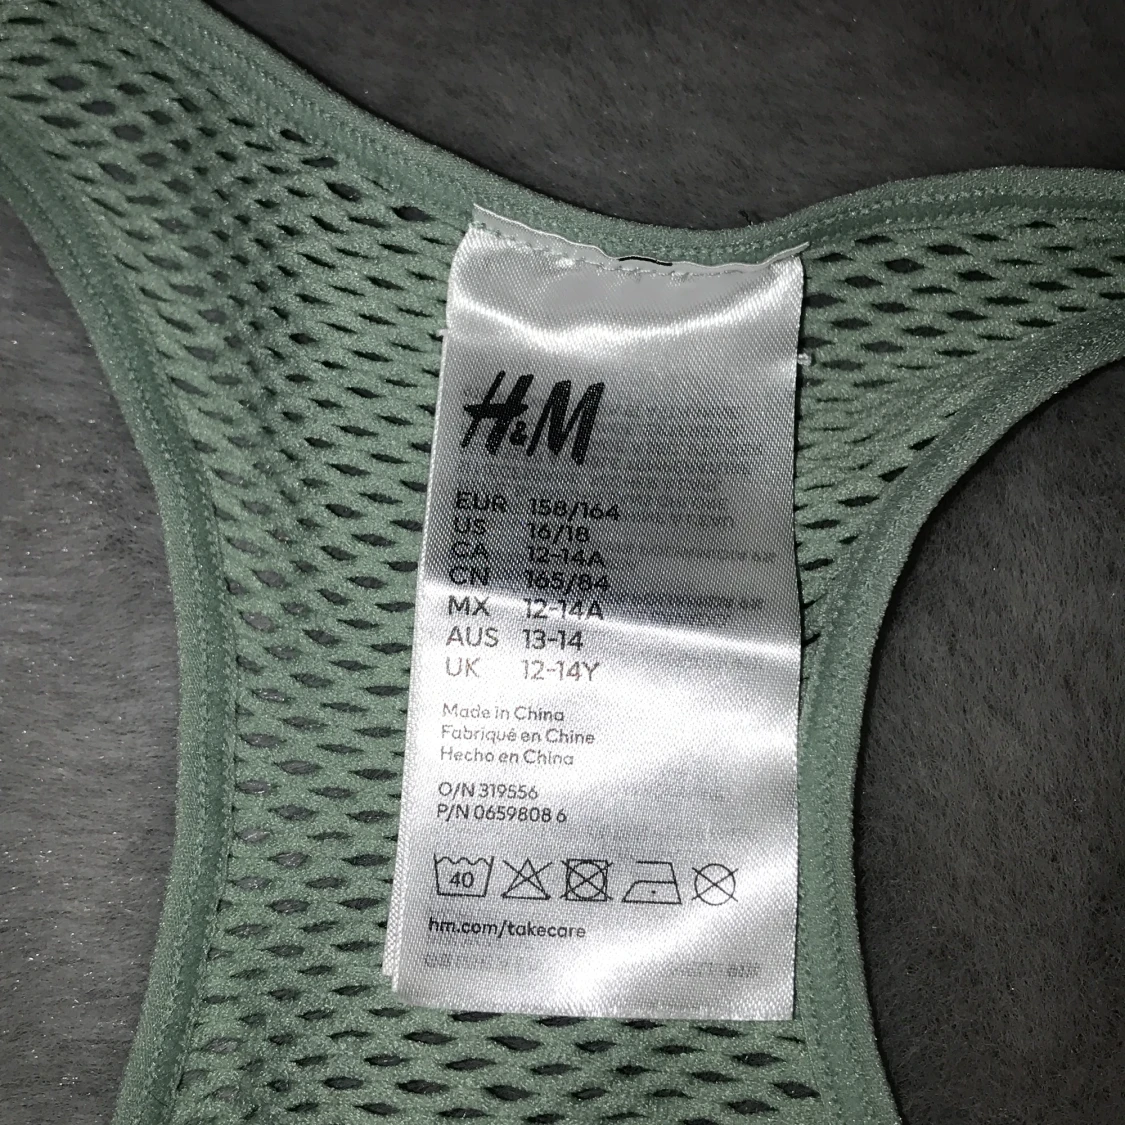 H&M
EUR 158/164
US 16/18
CA 12-14A
CN 165/84
MX 12-14A
AUS 13-14
UK 12-14Y
Made in China
Fabriqué en Chine
Hecho en China
O/N 319556
P/N 0659808 6
40
hm.com/takecare